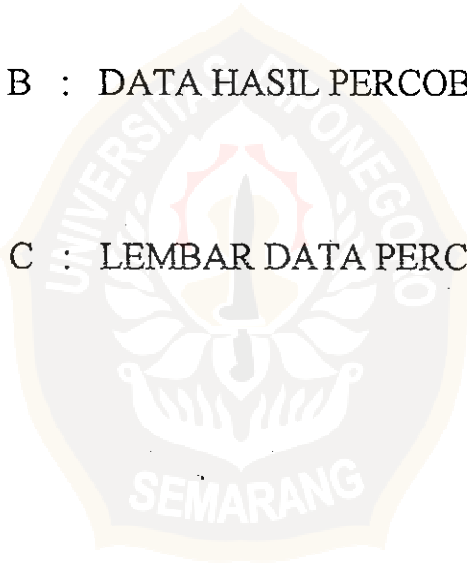 B : DATA HASIL PERCOB
C : LEMBAR DATA PERC
UNIVERSITAS DIPONEGORO
SEMARANG